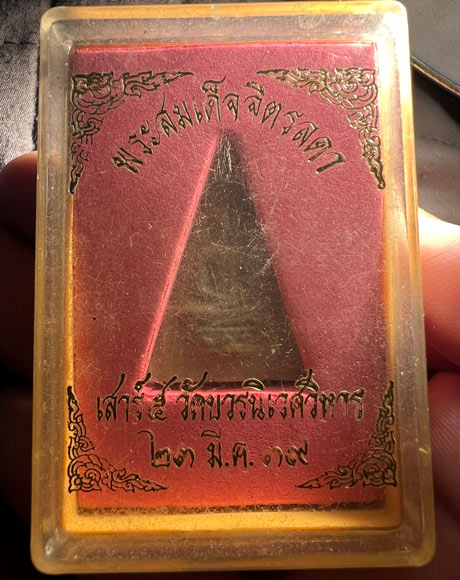 พระสมเด็จจิตรลดา
เสาร์ ๕ วัดบวรนิเวศวิหาร
๒๓ มี.ค. ๓๙